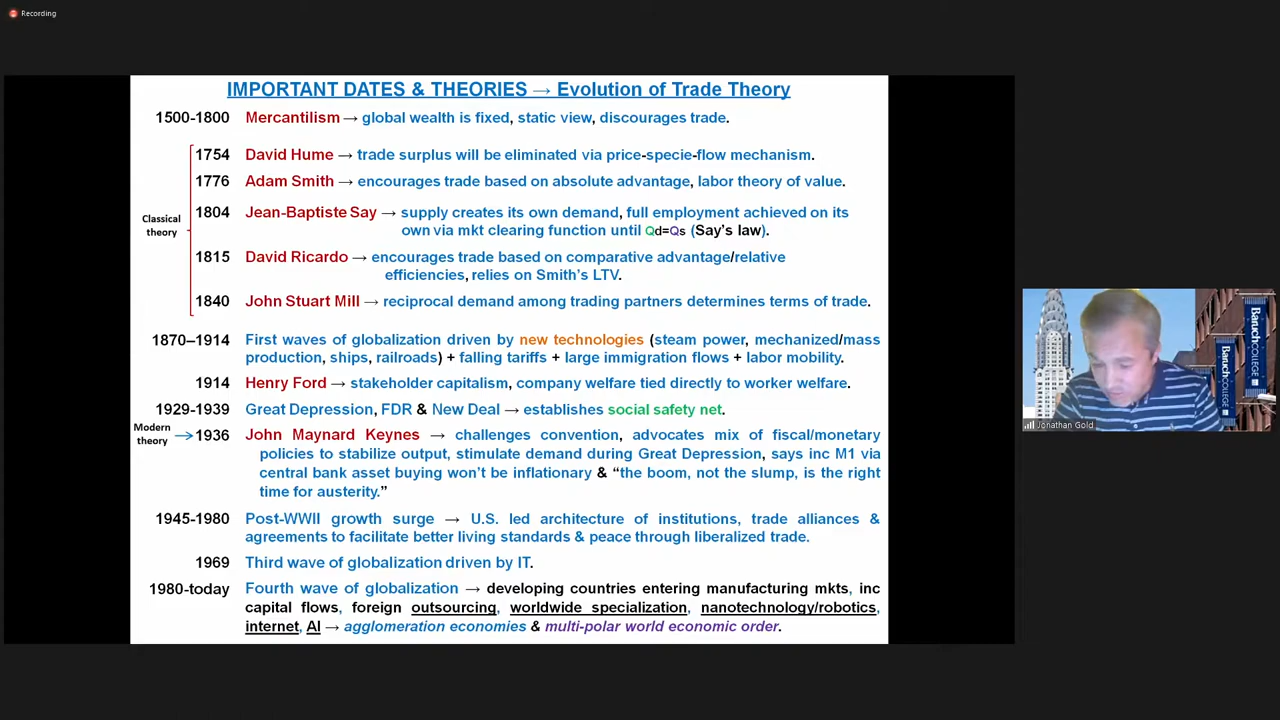 Recording
IMPORTANT DATES & THEORIES → Evolution of Trade Theory
1500-1800 Mercantilism → global wealth is fixed, static view, discourages trade.
1754 David Hume → trade surplus will be eliminated via price-specie-flow mechanism.
1776 Adam Smith → encourages trade based on absolute advantage, labor theory of value.
Classical theory
1804 Jean-Baptiste Say → supply creates its own demand, full employment achieved on its
own via mkt clearing function until Qd=Qs (Say's law).
1815 David Ricardo → encourages trade based on comparative advantage/relative
efficiencies, relies on Smith's LTV.
1840 John Stuart Mill → reciprocal demand among trading partners determines terms of trade.
1870–1914 First waves of globalization driven by new technologies (steam power, mechanized/mass
production, ships, railroads) + falling tariffs + large immigration flows + labor mobility.
1914 Henry Ford → stakeholder capitalism, company welfare tied directly to worker welfare.
1929-1939 Great Depression, FDR & New Deal → establishes social safety net.
Modern theory →
1936 John Maynard Keynes → challenges convention, advocates mix of fiscal/monetary
policies to stabilize output, stimulate demand during Great Depression, says inc M1 via
central bank asset buying won't be inflationary & “the boom, not the slump, is the right
time for austerity.”
1945-1980 Post-WWII growth surge → U.S. led architecture of institutions, trade alliances &
agreements to facilitate better living standards & peace through liberalized trade.
1969 Third wave of globalization driven by IT.
1980-today Fourth wave of globalization → developing countries entering manufacturing mkts, inc
capital flows, foreign outsourcing, worldwide specialization, nanotechnology/robotics,
internet, AI → agglomeration economies & multi-polar world economic order.
Baruch COLLEGE
Baruch COLLEGE
Jonathan Gold